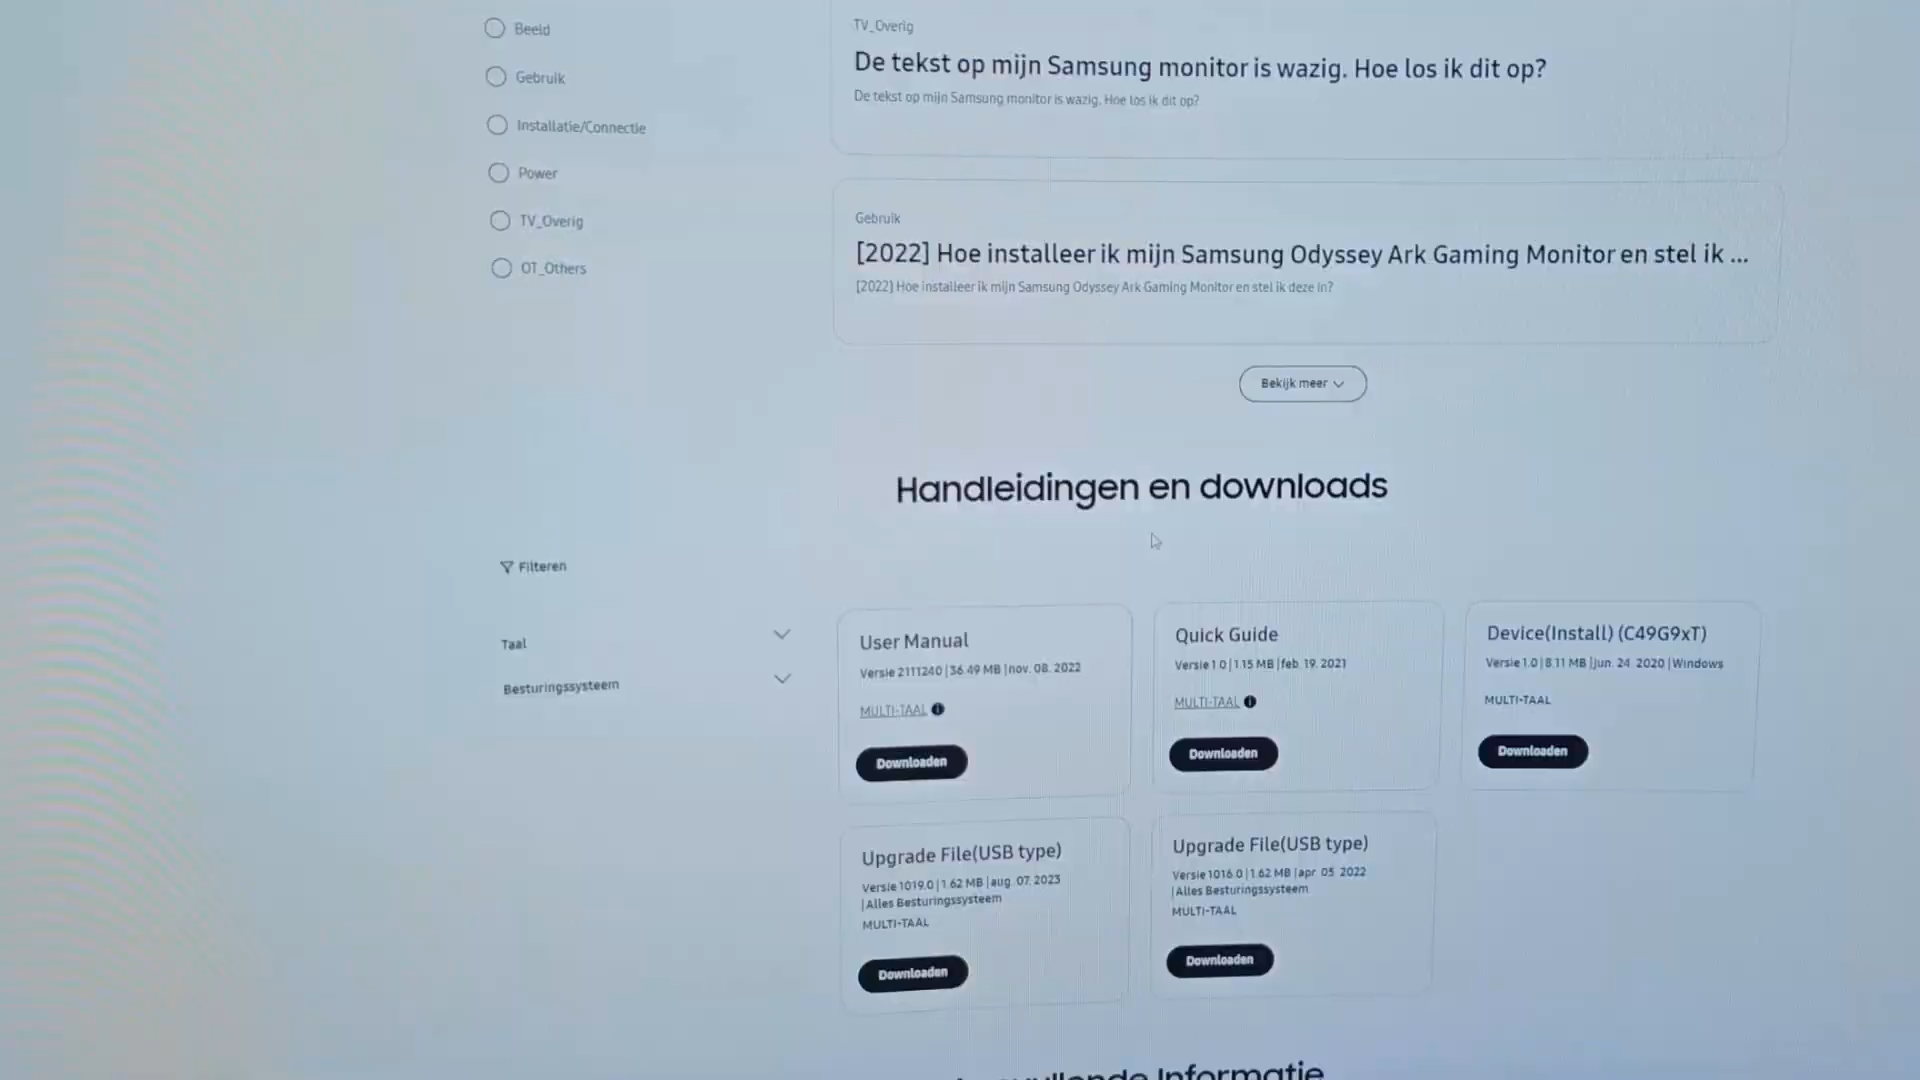 Beeld
Gebruik
Installatie/Connectie
Power
TV_Overig
OT_Others
TV_Overig
De tekst op mijn Samsung monitor is wazig. Hoe los ik dit op?
De tekst op mijn Samsung monitor is wazig. Hoe los ik dit op?
Gebruik
[2022] Hoe installeer ik mijn Samsung Odyssey Ark Gaming Monitor en stel ik ...
[2022] Hoe installeer ik mijn Samsung Odyssey Ark Gaming Monitor en stel ik deze in?
Bekijk meer
Handleidingen en downloads
Filteren
Taal
Besturingssysteem
User Manual
Versie 2111240 | 36.49 MB | nov. 08. 2022
MULTI-TAAL
Downloaden
Quick Guide
Versie 1.0 | 1.15 MB | feb. 19. 2021
MULTI-TAAL
Downloaden
Device(Install) (C49G9xT)
Versie 1.0 | 8.11 MB | jun. 24. 2020 | Windows
MULTI-TAAL
Downloaden
Upgrade File(USB type)
Versie 1019.0 | 1.62 MB | aug. 07. 2023
| Alles Besturingssysteem
MULTI-TAAL
Downloaden
Upgrade File(USB type)
Versie 1016.0 | 1.62 MB | apr. 05. 2022
| Alles Besturingssysteem
MULTI-TAAL
Downloaden
Informatie